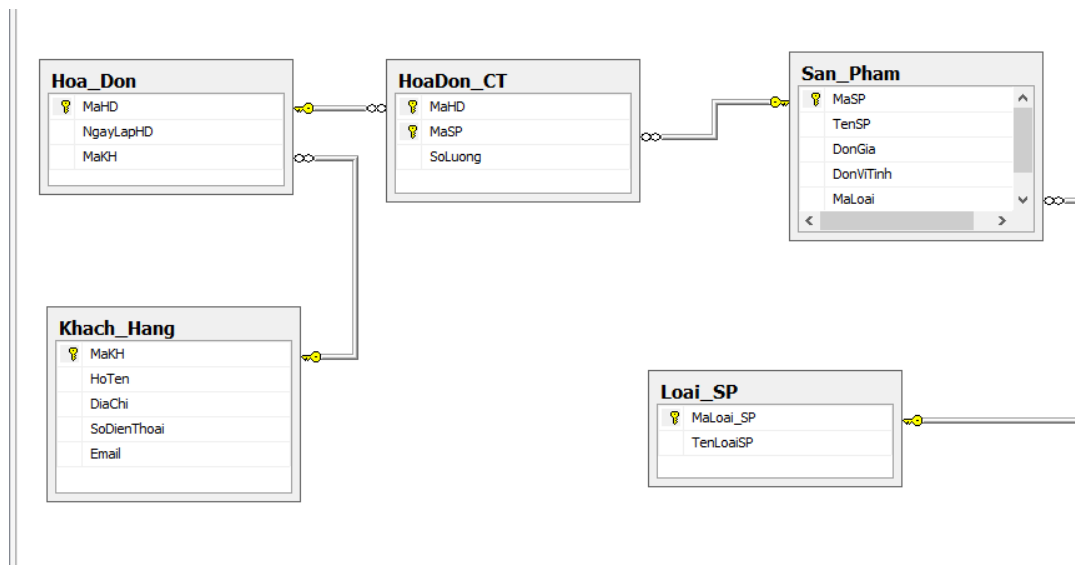 Hoa_Don
MaHD
NgayLapHD
MaKH
HoaDon_CT
MaHD
MaSP
SoLuong
San_Pham
MaSP
TenSP
DonGia
DonViTinh
MaLoai
Khach_Hang
MaKH
HoTen
DiaChi
SoDienThoai
Email
Loai_SP
MaLoai_SP
TenLoaiSP